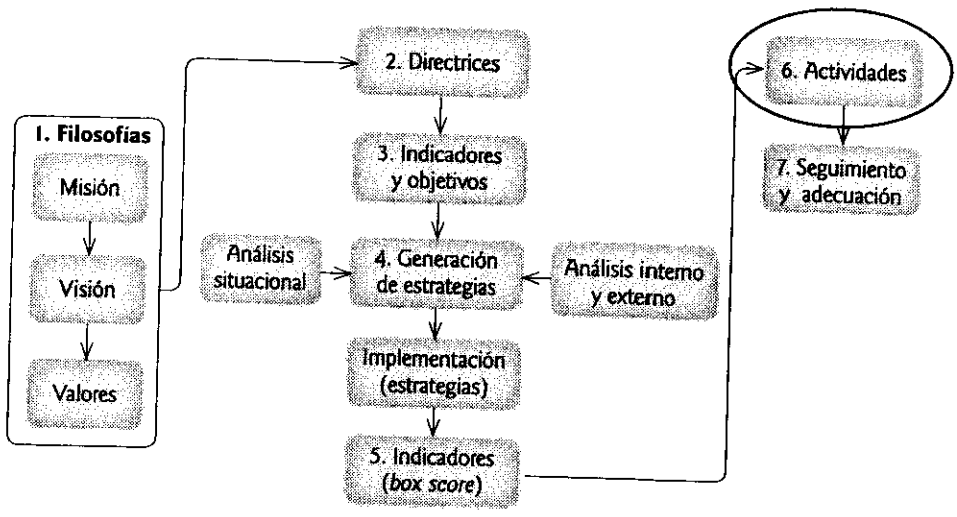 1. Filosofías
Misión
Visión
Valores
2. Directrices
3. Indicadores
y objetivos
Análisis
situacional
4. Generación
de estrategias
Análisis interno
y externo
Implementación
(estrategias)
5. Indicadores
(box score)
6. Actividades
7. Seguimiento
y adecuación